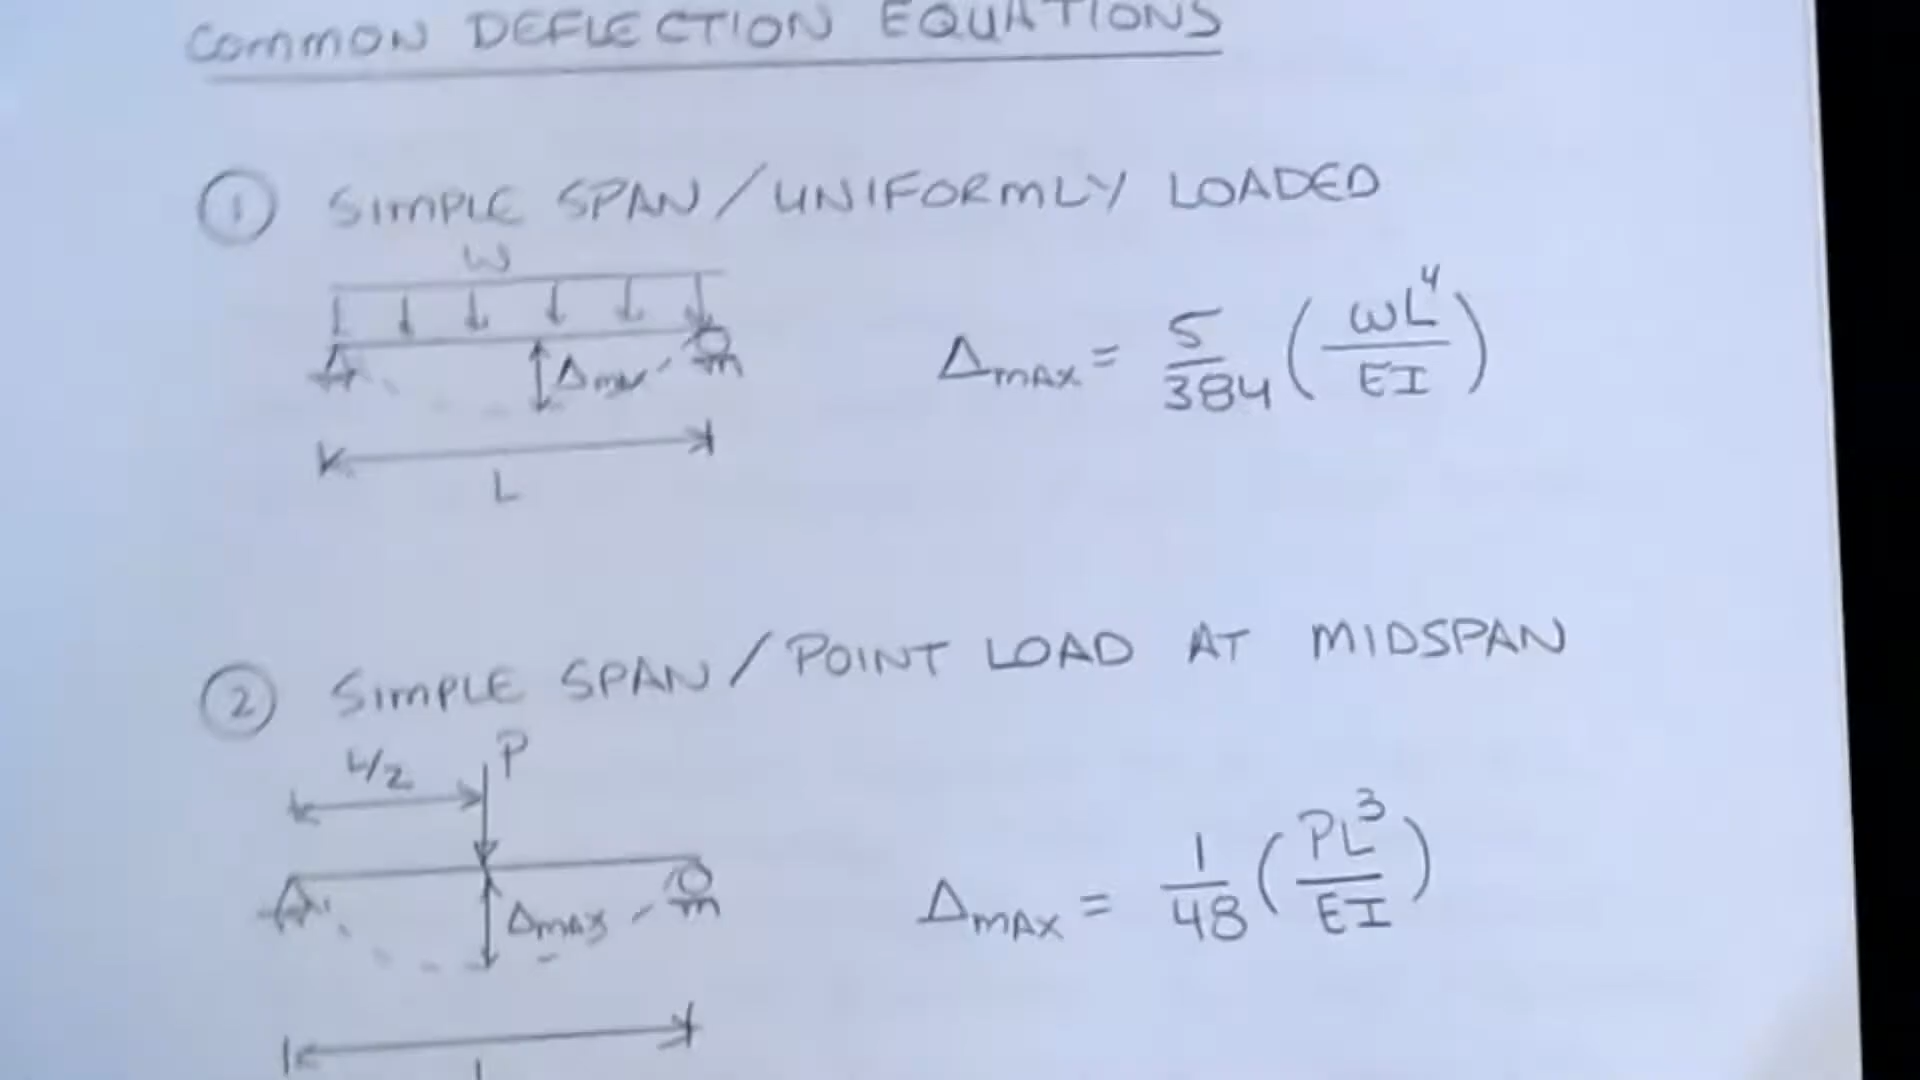 COMMON DEFLECTION EQUATIONS
① SIMPLE SPAN/UNIFORMLY LOADED
W
Δmax
L
ΔMAX = 5/384 (WL⁴/EI)
② SIMPLE SPAN/POINT LOAD AT MIDSPAN
L/2
P
ΔMAX
ΔMAX = 1/48 (PL³/EI)